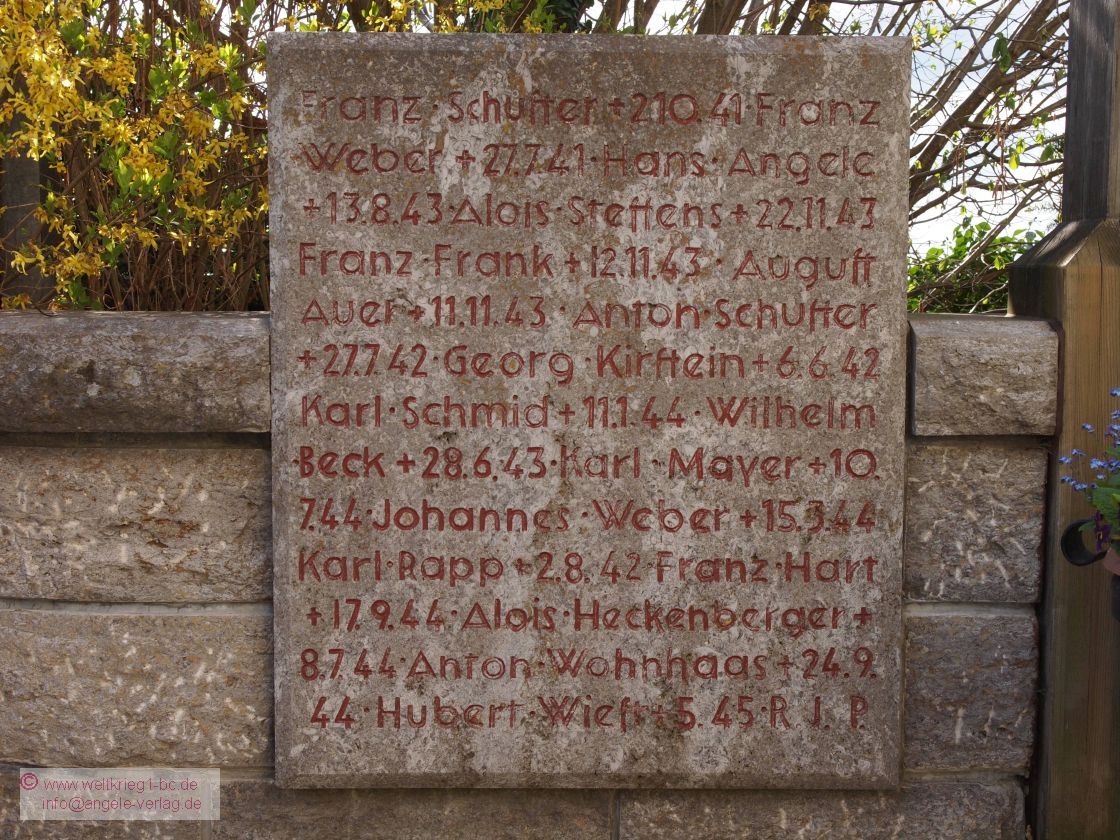 Franz · Schuſter + 2.10.41 Franz
Weber + 27.7.41 · Hans · Angele
+ 13.8.43 · Alois · Steffens + 22.11.43
Franz · Frank + 12.11.43 · Auguſt
Auer + 11.11.43 · Anton · Schuſter
+ 27.7.42 · Georg · Kirſtein + 6.6.42
Karl · Schmid + 11.1.44 · Wilhelm
Beck + 28.6.43 · Karl · Mayer + 10.
7.44 · Johannes · Weber + 15.3.44
Karl · Rapp + 2.8.42 · Franz · Hart
+ 17.9.44 · Alois · Heckenberger +
8.7.44 · Anton · Wohnhaas + 24.9.
44 · Hubert · Wieſt + 5.45 · R. I. P.
© www.weltkrieg1-bc.de
info@angele-verlag.de